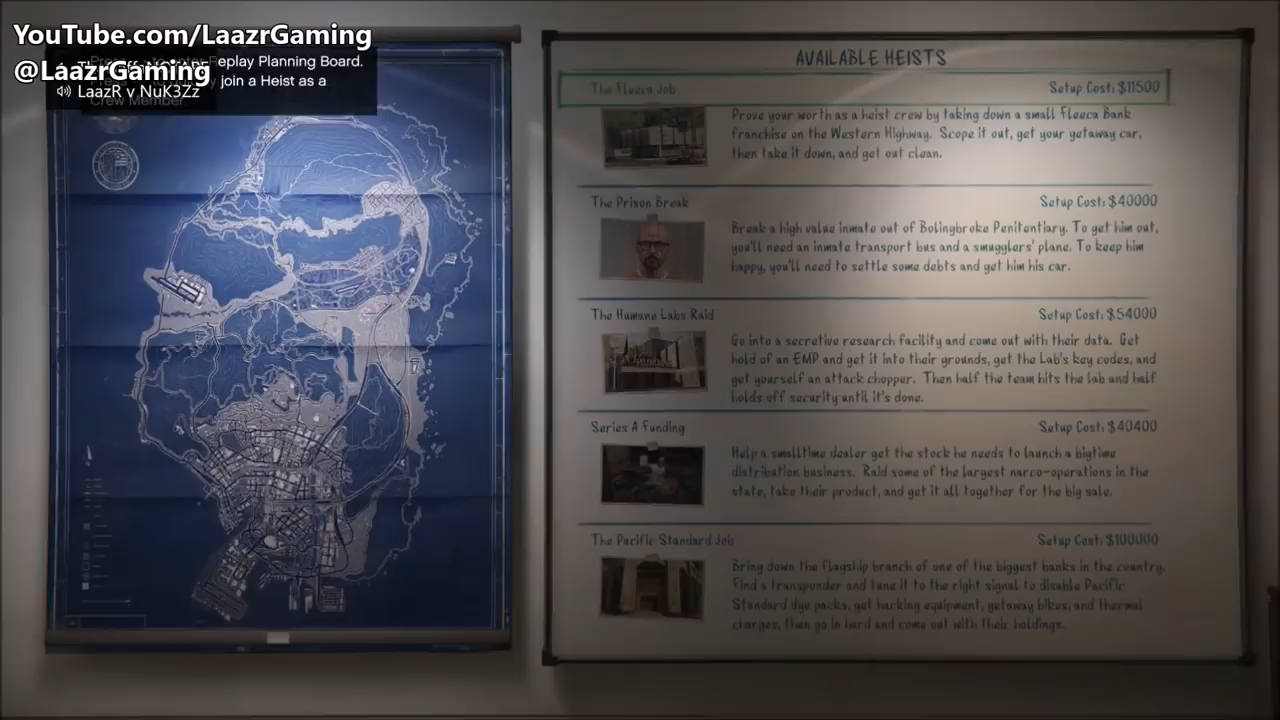 YouTube.com/LaazrGaming
@LaazrGaming
Replay Planning Board.
join a Heist as a
Crew Member.
LaazR v NuK3Zz
AVAILABLE HEISTS
The Fleeca Job
Setup Cost: $11500
Prove your worth as a heist crew by taking down a small Fleeca Bank
franchise on the Western Highway. Scope it out, get your getaway car,
then take it down, and get out clean.
The Prison Break
Setup Cost: $40000
Break a high value inmate out of Bolingbroke Penitentiary. To get him out,
you'll need an inmate transport bus and a smugglers' plane. To keep him
happy, you'll need to settle some debts and get him his car.
The Humane Labs Raid
Setup Cost: $54000
Go into a secretive research facility and come out with their data. Get
hold of an EMP and get it into their grounds, get the Lab's key codes, and
get yourself an attack chopper. Then half the team hits the lab and half
holds off security until it's done.
Series A Funding
Setup Cost: $40400
Help a smalltime dealer get the stock he needs to launch a bigtime
distribution business. Raid some of the largest narco-operations in the
state, take their product, and get it all together for the big sale.
The Pacific Standard Job
Setup Cost: $100000
Bring down the flagship branch of one of the biggest banks in the country.
Find a transponder and tune it to the right signal to disable Pacific
Standard dye packs, get hacking equipment, getaway bikes, and thermal
charges, then go in hard and come out with their holdings.